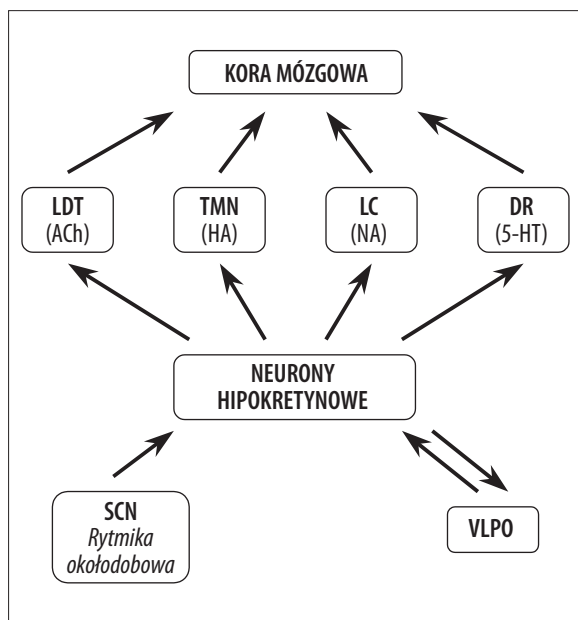 KORA MÓZGOWA
LDT
(ACh)
TMN
(HA)
LC
(NA)
DR
(5-HT)
NEURONY
HIPOKRETYNOWE
SCN
Rytmika
okołodobowa
VLPO